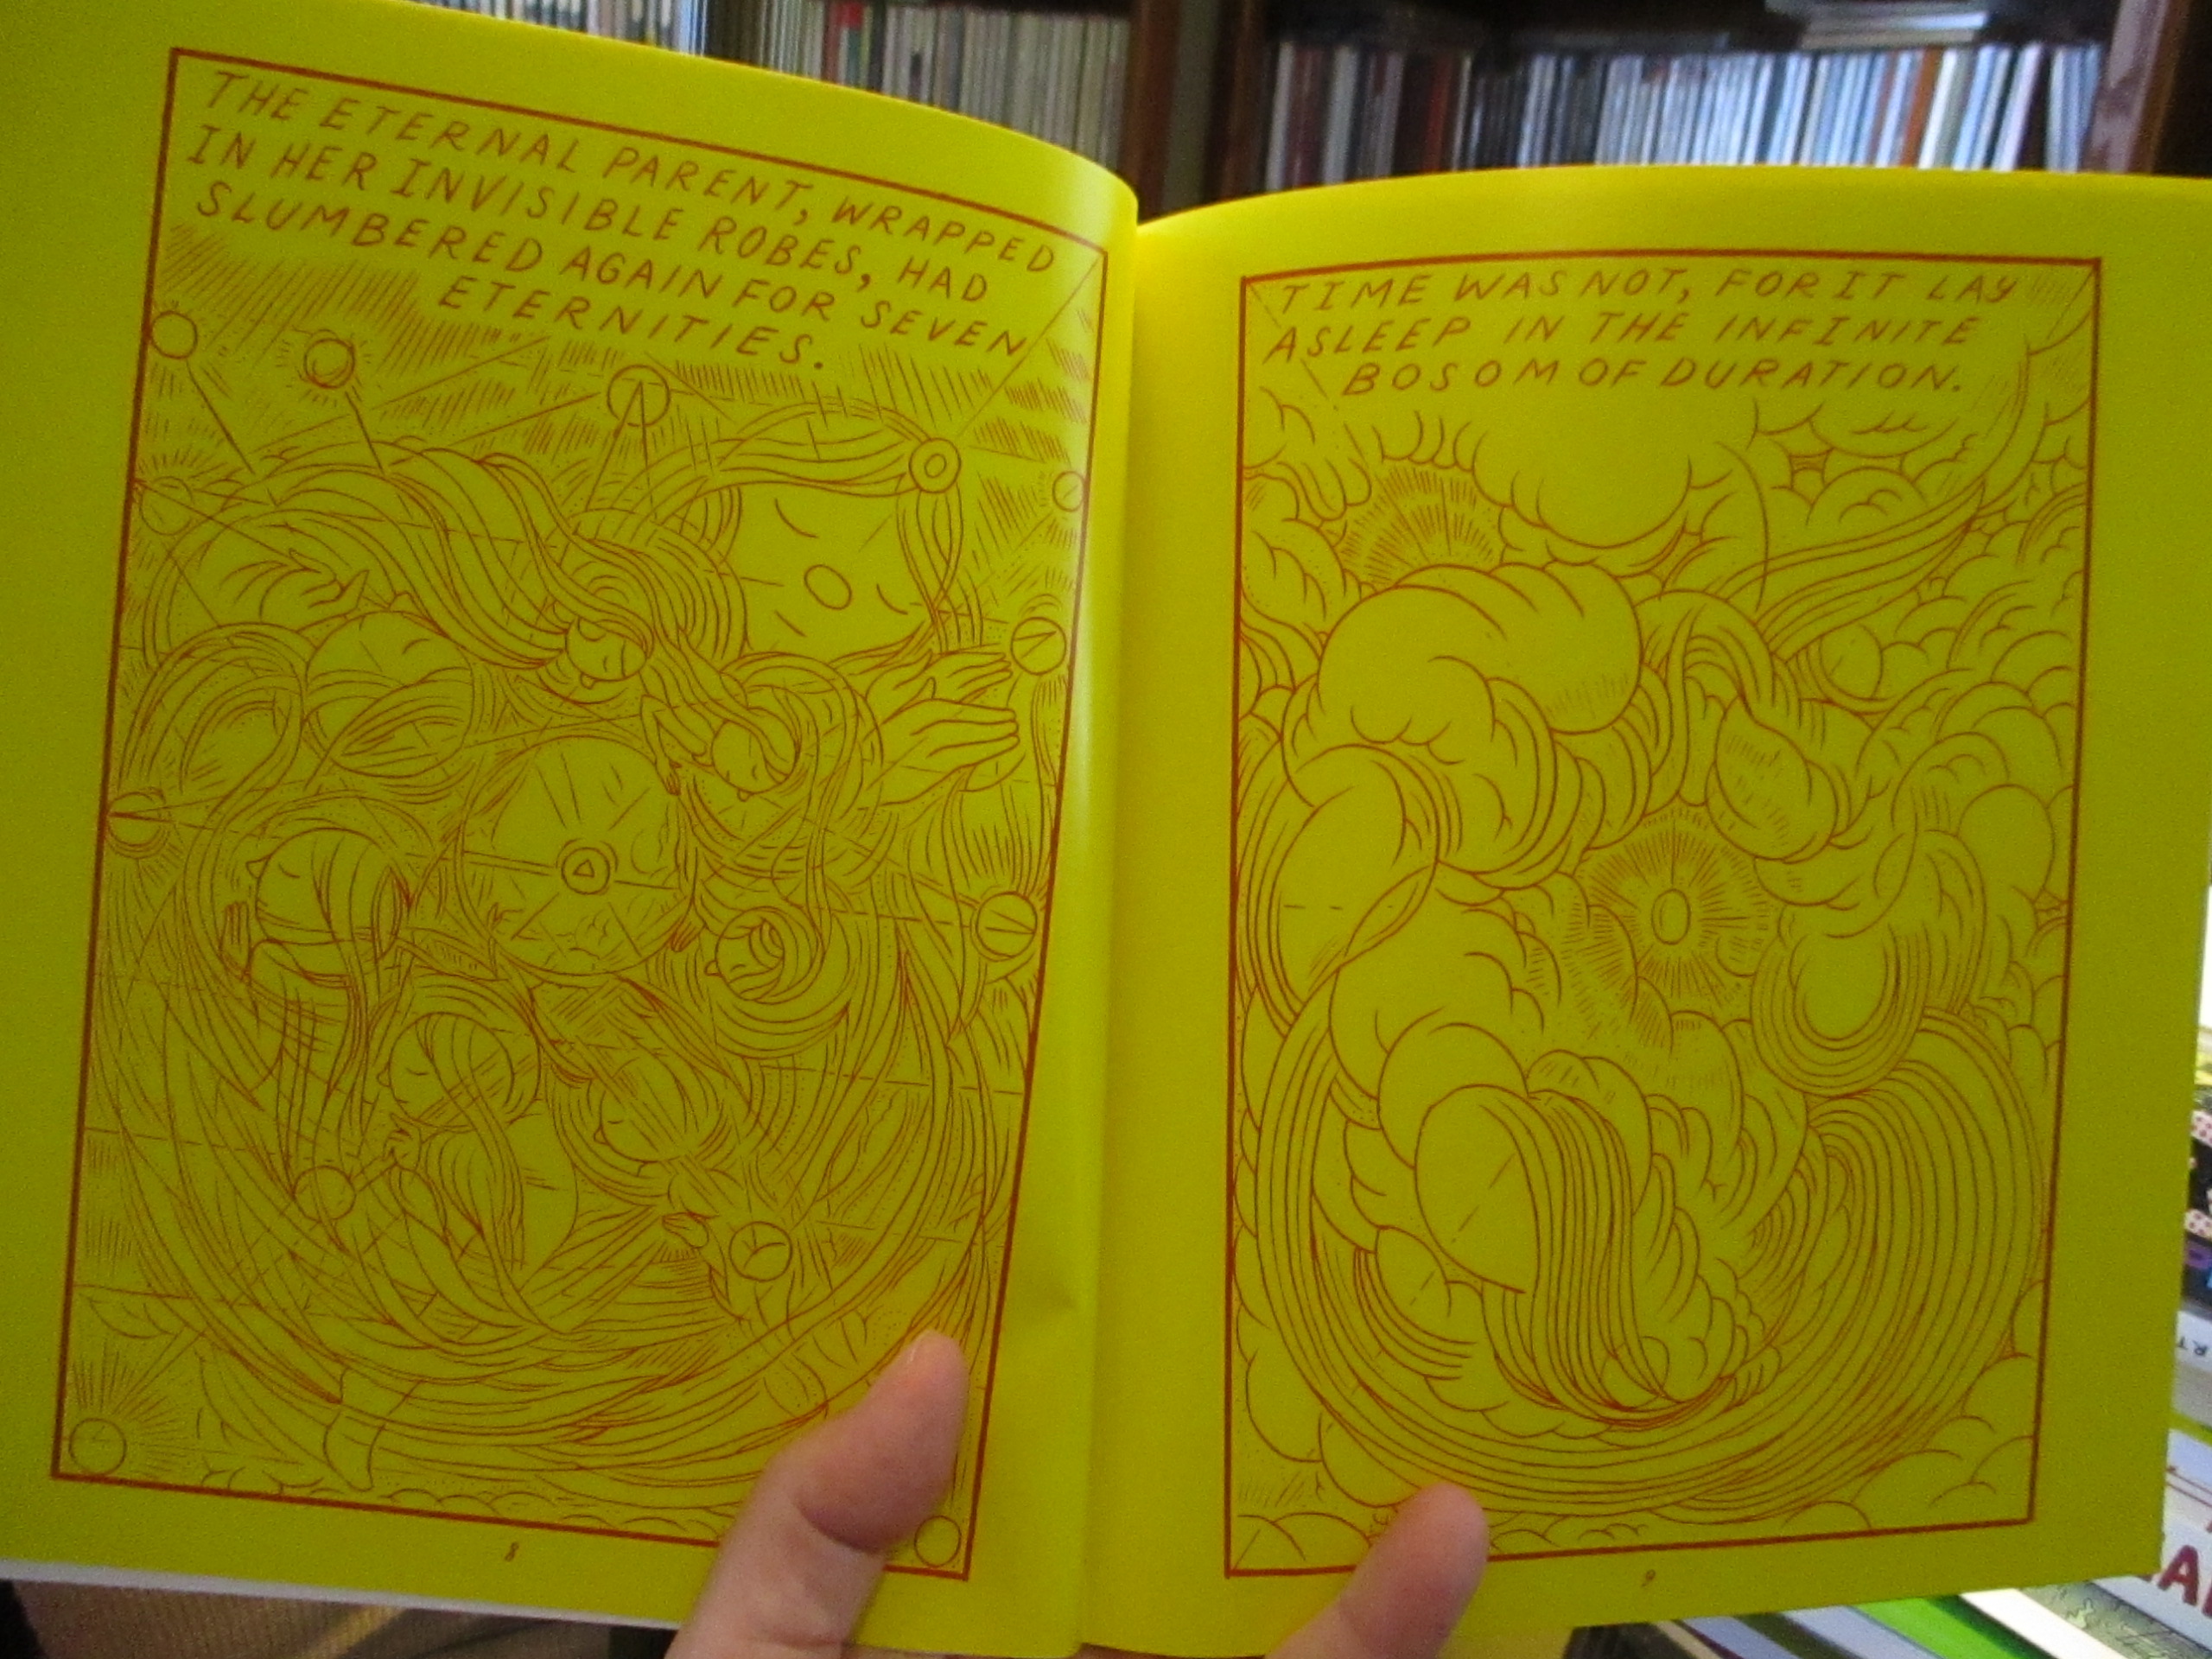 THE ETERNAL PARENT, WRAPPED
IN HER INVISIBLE ROBES, HAD
SLUMBERED AGAIN FOR SEVEN
ETERNITIES.
8
TIME WAS NOT, FOR IT LAY
ASLEEP IN THE INFINITE
BOSOM OF DURATION.
9